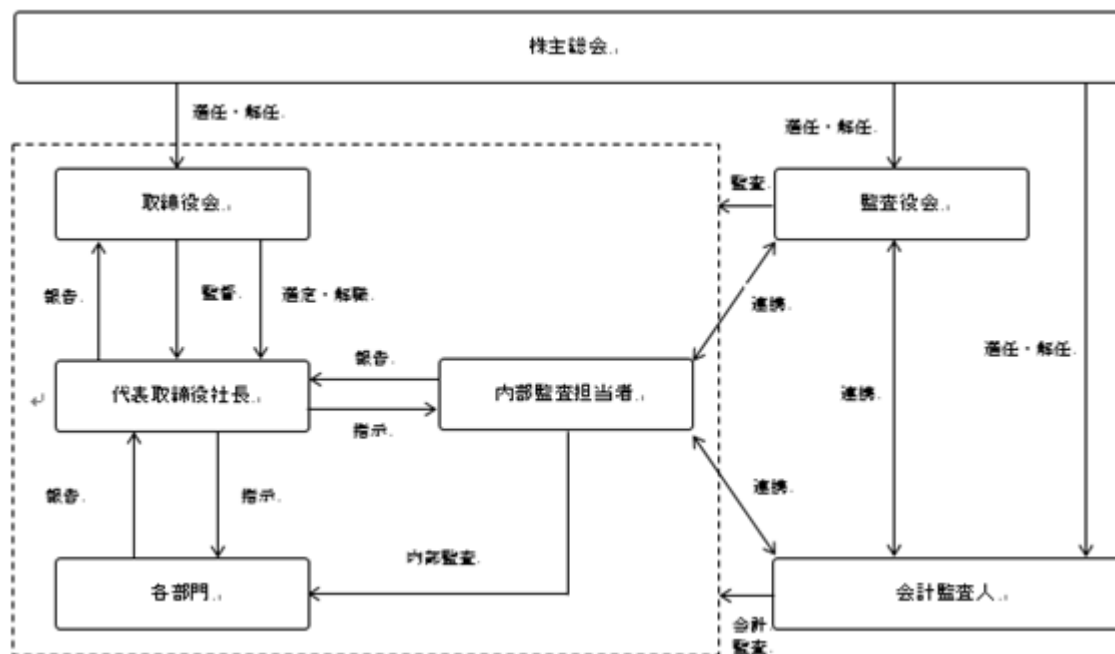 株主総会
選任・解任
選任・解任
取締役会
監査
監査役会
報告
監督
選定・解職
連携
選任・解任
代表取締役社長
報告
内部監査担当者
連携
指示
報告
指示
連携
内部監査
各部門
会計監査人
会計
監査